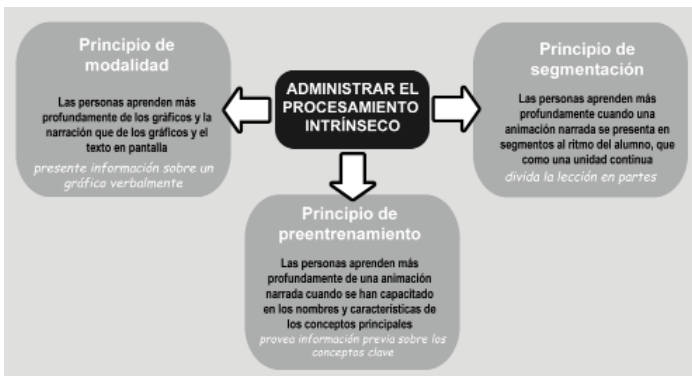 Principio de
modalidad
Las personas aprenden más
profundamente de los gráficos y la
narración que de los gráficos y el
texto en pantalla
presente información sobre un
gráfico verbalmente
ADMINISTRAR EL
PROCESAMIENTO
INTRÍNSECO
Principio de
segmentación
Las personas aprenden más
profundamente cuando una
animación narrada se presenta en
segmentos al ritmo del alumno, que
como una unidad continua
divida la lección en partes
Principio de
preentrenamiento
Las personas aprenden más
profundamente de una animación
narrada cuando se han capacitado
en los nombres y características de
los conceptos principales
provea información previa sobre los
conceptos clave